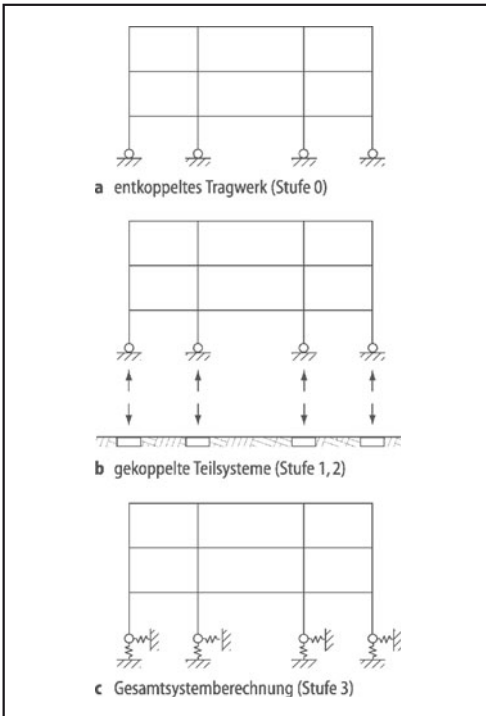 a entkoppeltes Tragwerk (Stufe 0)
b gekoppelte Teilsysteme (Stufe 1, 2)
c Gesamtsystemberechnung (Stufe 3)